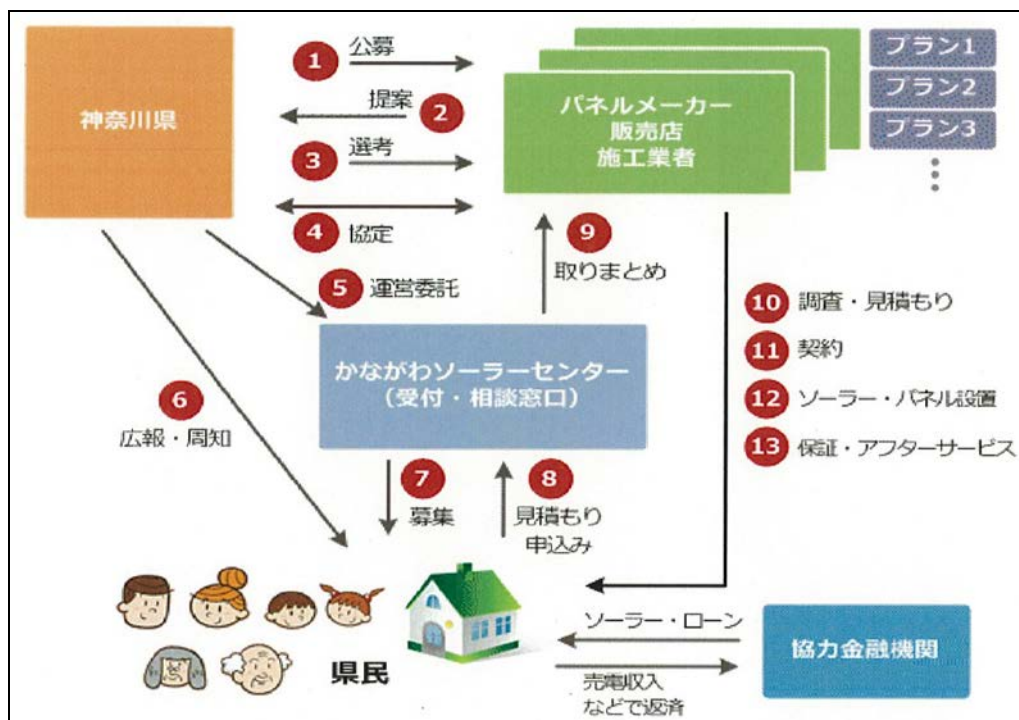 神奈川県
1 公募
提案 2
3 選考
4 協定
パネルメーカー
販売店
施工業者
プラン1
プラン2
プラン3
5 運営委託
9
取りまとめ
かながわソーラーセンター
(受付・相談窓口)
6
広報・周知
7
募集
8
見積もり
申込み
10 調査・見積もり
11 契約
12 ソーラー・パネル設置
13 保証・アフターサービス
県民
ソーラー・ローン
売電収入
などで返済
協力金融機関